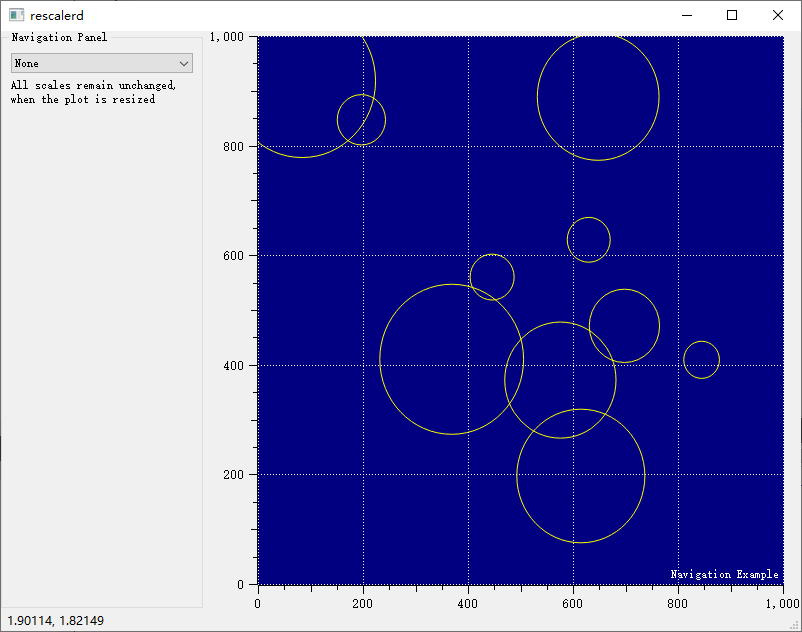 rescalerd
Navigation Panel
None
All scales remain unchanged,
when the plot is resized
1,000
800
600
400
200
0
0 200 400 600 800 1,000
Navigation Example
1.90114, 1.82149